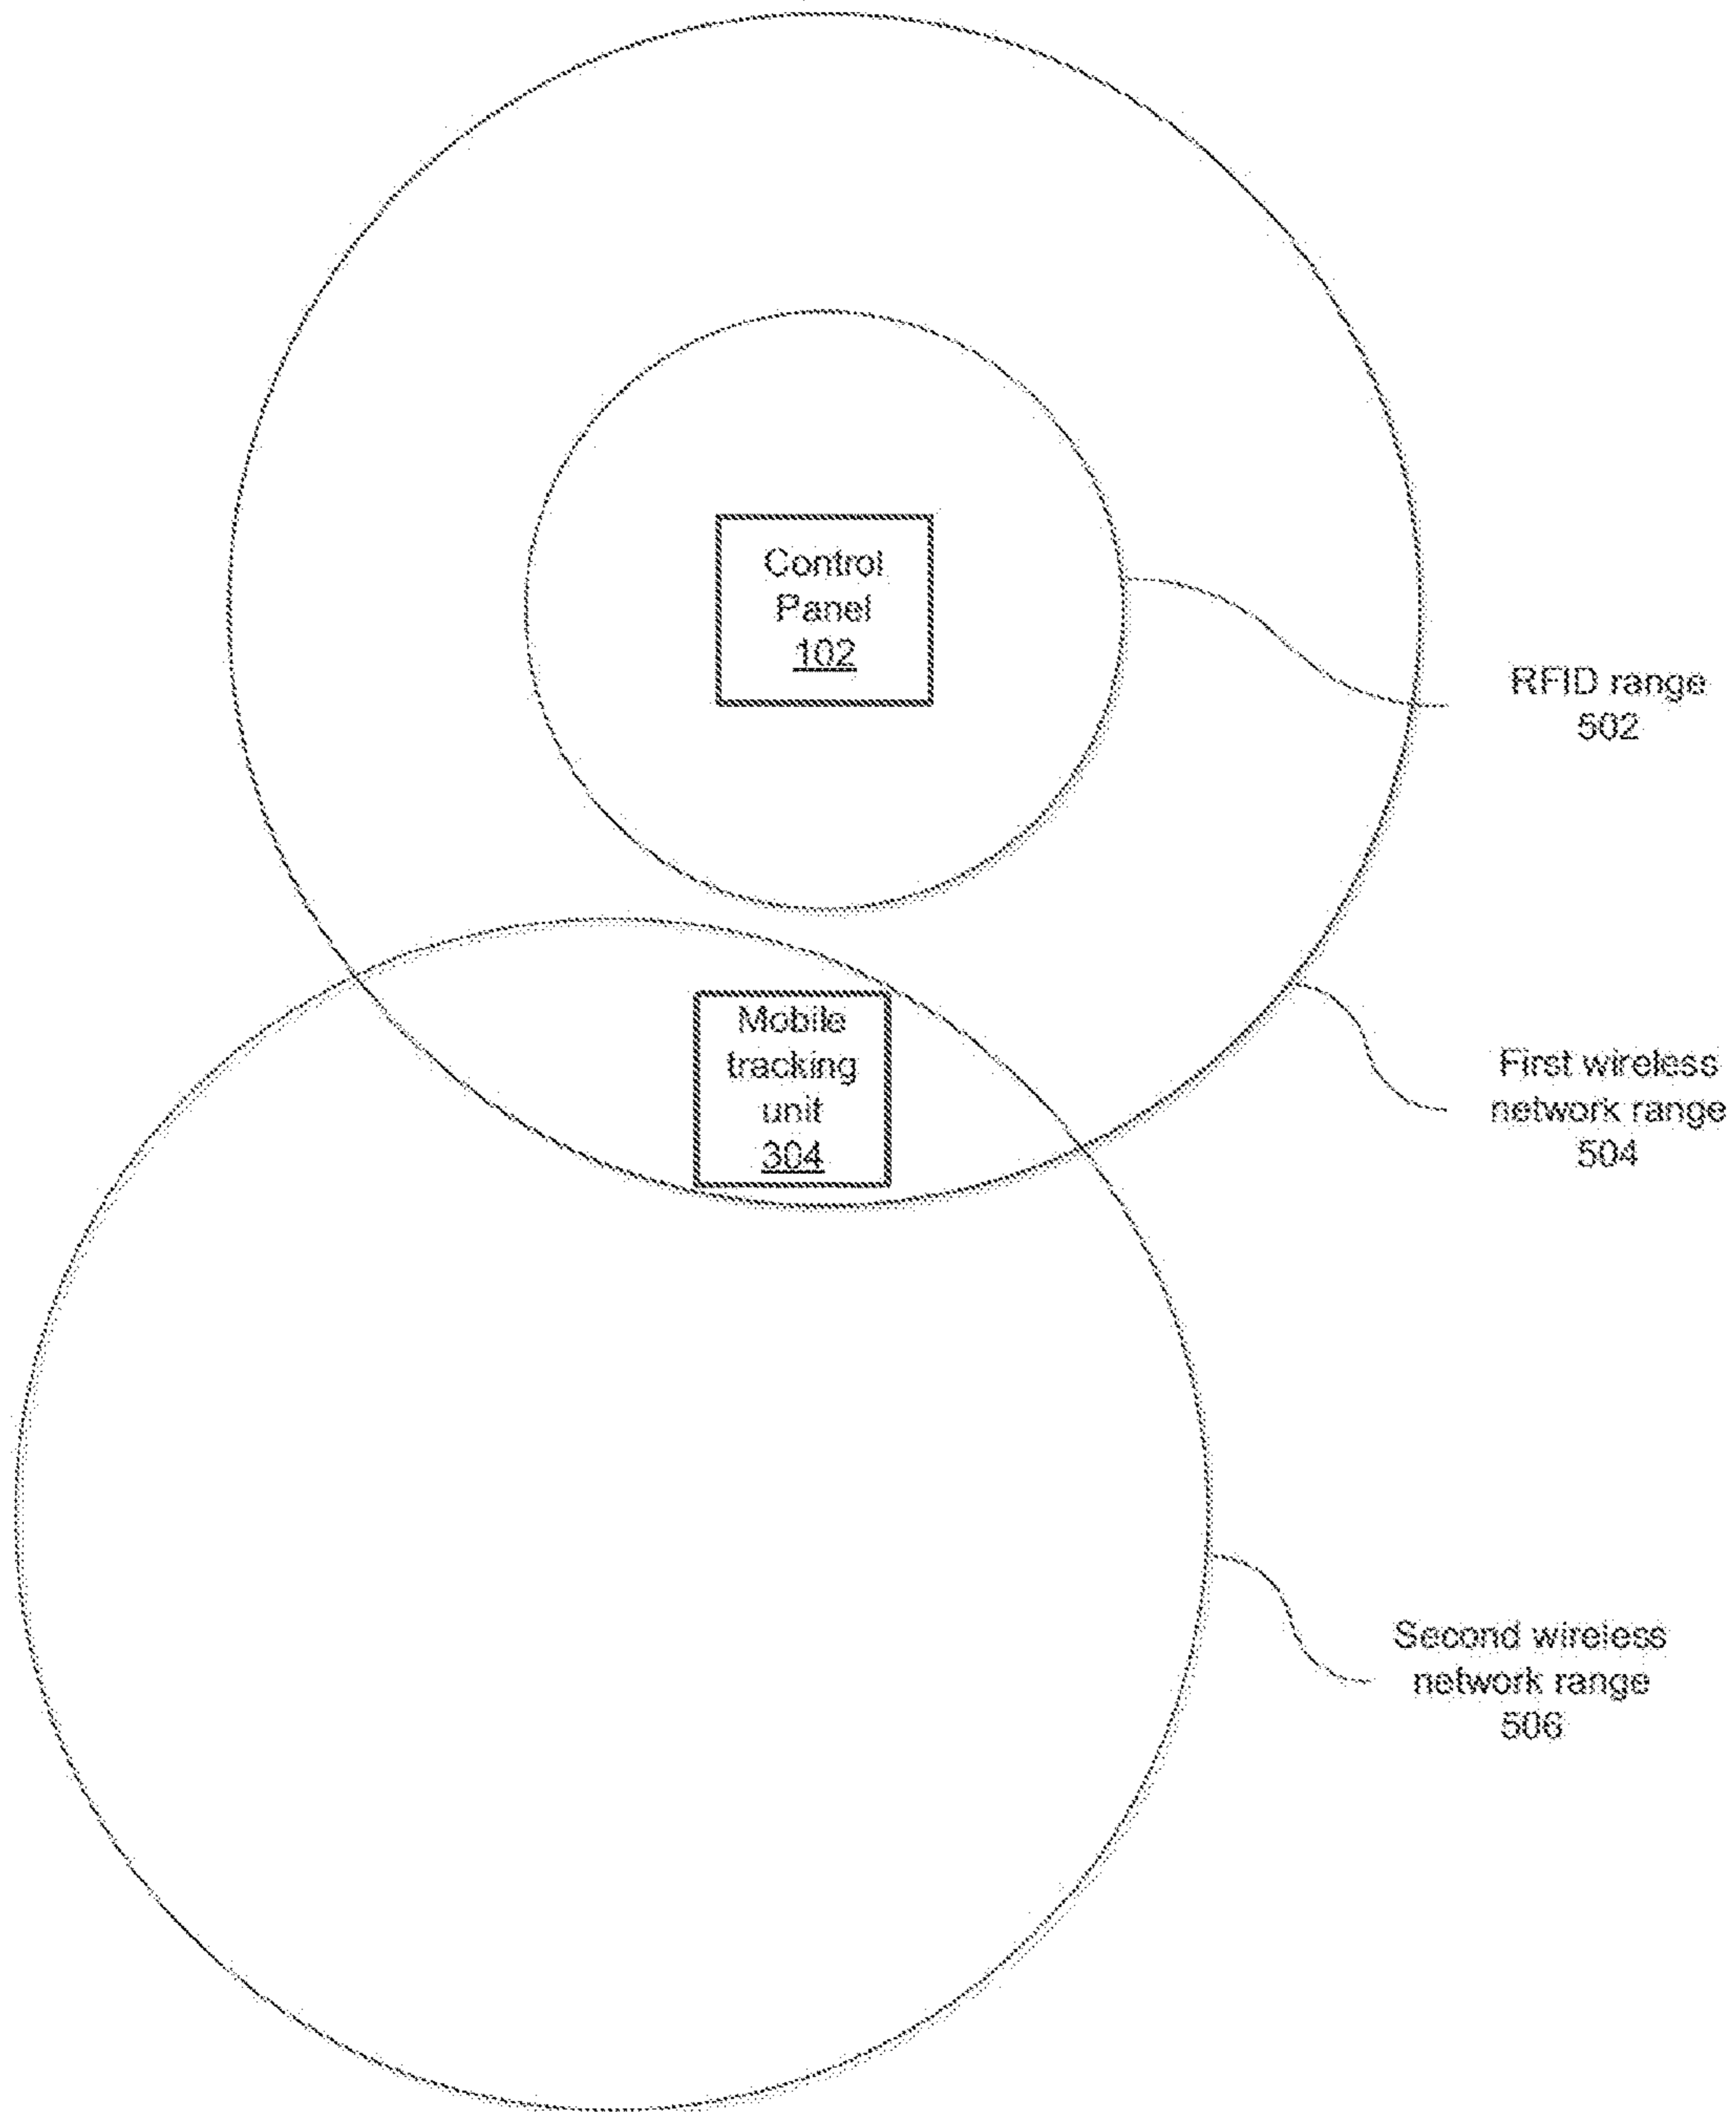 Control
Panel
102
RFID range
502
First wireless
network range
504
Mobile
tracking
unit
304
Second wireless
network range
506